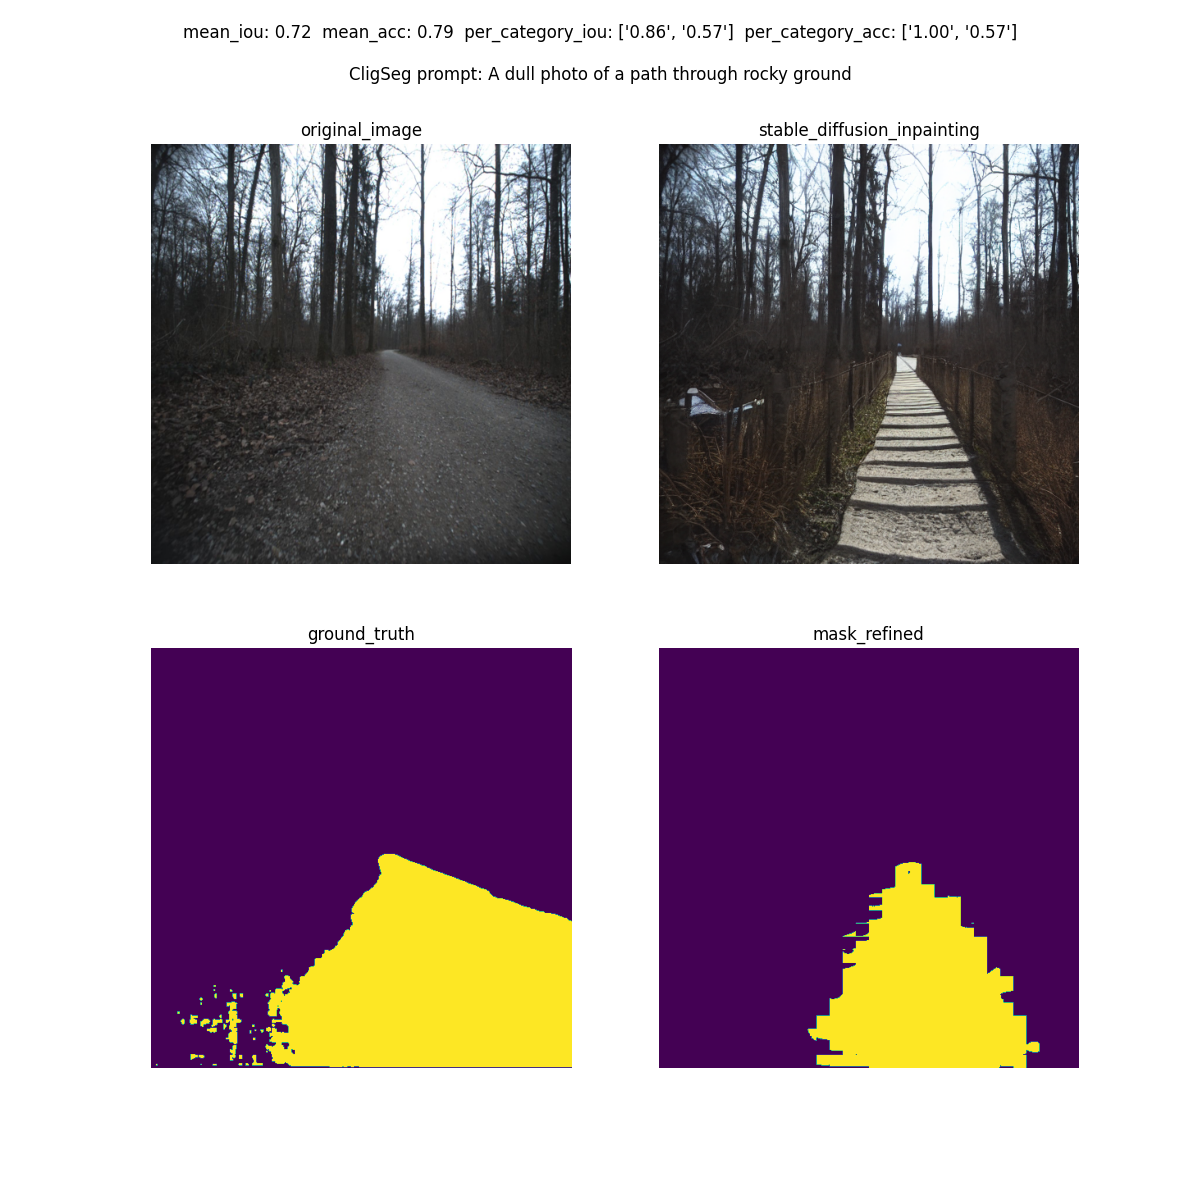 mean_iou: 0.72  mean_acc: 0.79  per_category_iou: ['0.86', '0.57']  per_category_acc: ['1.00', '0.57']
CligSeg prompt: A dull photo of a path through rocky ground
original_image
stable_diffusion_inpainting
ground_truth
mask_refined